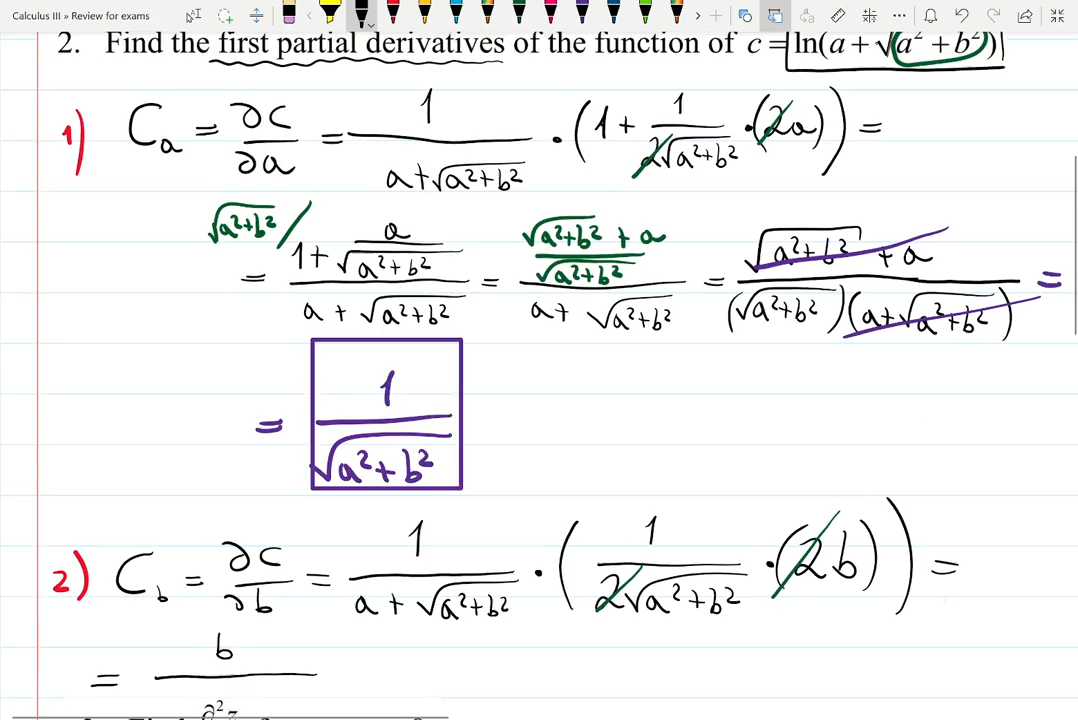 Calculus III » Review for exams
2. Find the first partial derivatives of the function of c = ln(a + √(a² + b²))
1) C_a = ∂c/∂a = 1/(a+√(a²+b²)) · (1 + 1/(2√(a²+b²)) · (2a)) =
√(a²+b²) / = (1 + a/√(a²+b²))/(a + √(a²+b²)) = ((√(a²+b²) + a)/√(a²+b²))/(a + √(a²+b²)) = (√(a²+b²) + a)/((√(a²+b²))(a+√(a²+b²))) =
= 1/√(a²+b²)
2) C_b = ∂c/∂b = 1/(a + √(a²+b²)) · (1/(2√(a²+b²)) · (2b)) =
= b
∂²z